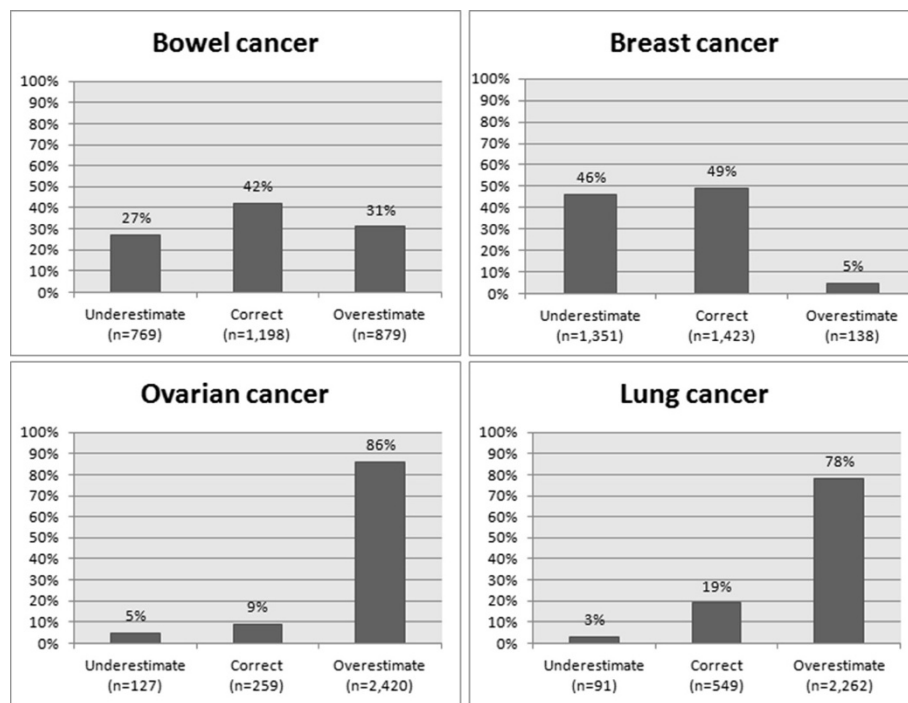 Bowel cancer
100%
90%
80%
70%
60%
50%
40%
30%
20%
10%
0%
27%
42%
31%
Underestimate
(n=769)
Correct
(n=1,198)
Overestimate
(n=879)
Breast cancer
100%
90%
80%
70%
60%
50%
40%
30%
20%
10%
0%
46%
49%
5%
Underestimate
(n=1,351)
Correct
(n=1,423)
Overestimate
(n=138)
Ovarian cancer
100%
90%
80%
70%
60%
50%
40%
30%
20%
10%
0%
5%
9%
86%
Underestimate
(n=127)
Correct
(n=259)
Overestimate
(n=2,420)
Lung cancer
100%
90%
80%
70%
60%
50%
40%
30%
20%
10%
0%
3%
19%
78%
Underestimate
(n=91)
Correct
(n=549)
Overestimate
(n=2,262)